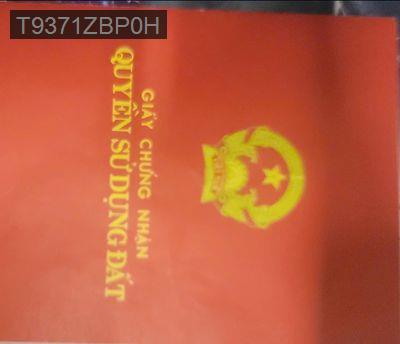 T9371ZBP0H
GIẤY CHỨNG NHẬN
QUYỀN SỬ DỤNG ĐẤT